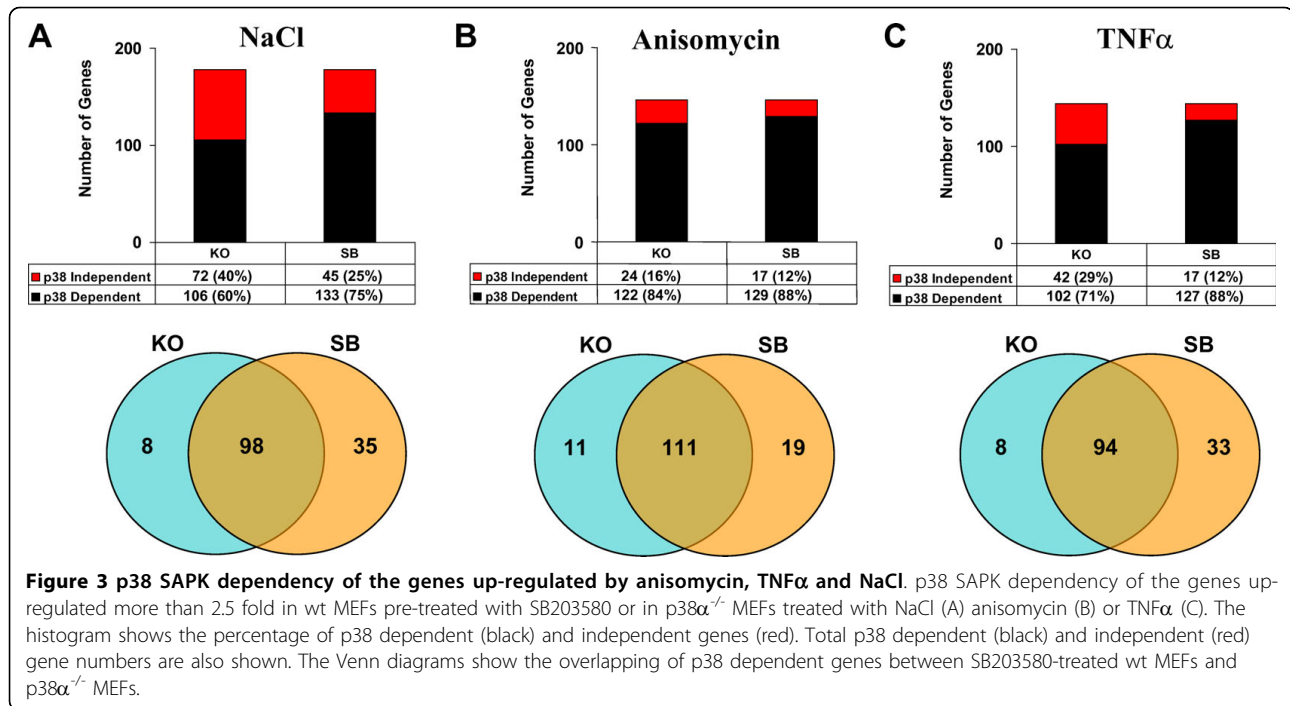 A
NaCl
200
Number of Genes
100
0
KO SB
p38 Independent 72 (40%) 45 (25%)
p38 Dependent 106 (60%) 133 (75%)
KO SB
8 98 35
B
Anisomycin
200
Number of Genes
100
0
KO SB
p38 Independent 24 (16%) 17 (12%)
p38 Dependent 122 (84%) 129 (88%)
KO SB
11 111 19
C
TNFα
200
Number of Genes
100
0
KO SB
p38 Independent 42 (29%) 17 (12%)
p38 Dependent 102 (71%) 127 (88%)
KO SB
8 94 33
Figure 3 p38 SAPK dependency of the genes up-regulated by anisomycin, TNFα and NaCl. p38 SAPK dependency of the genes up-
regulated more than 2.5 fold in wt MEFs pre-treated with SB203580 or in p38α-/- MEFs treated with NaCl (A) anisomycin (B) or TNFα (C). The
histogram shows the percentage of p38 dependent (black) and independent genes (red). Total p38 dependent (black) and independent (red)
gene numbers are also shown. The Venn diagrams show the overlapping of p38 dependent genes between SB203580-treated wt MEFs and
p38α-/- MEFs.